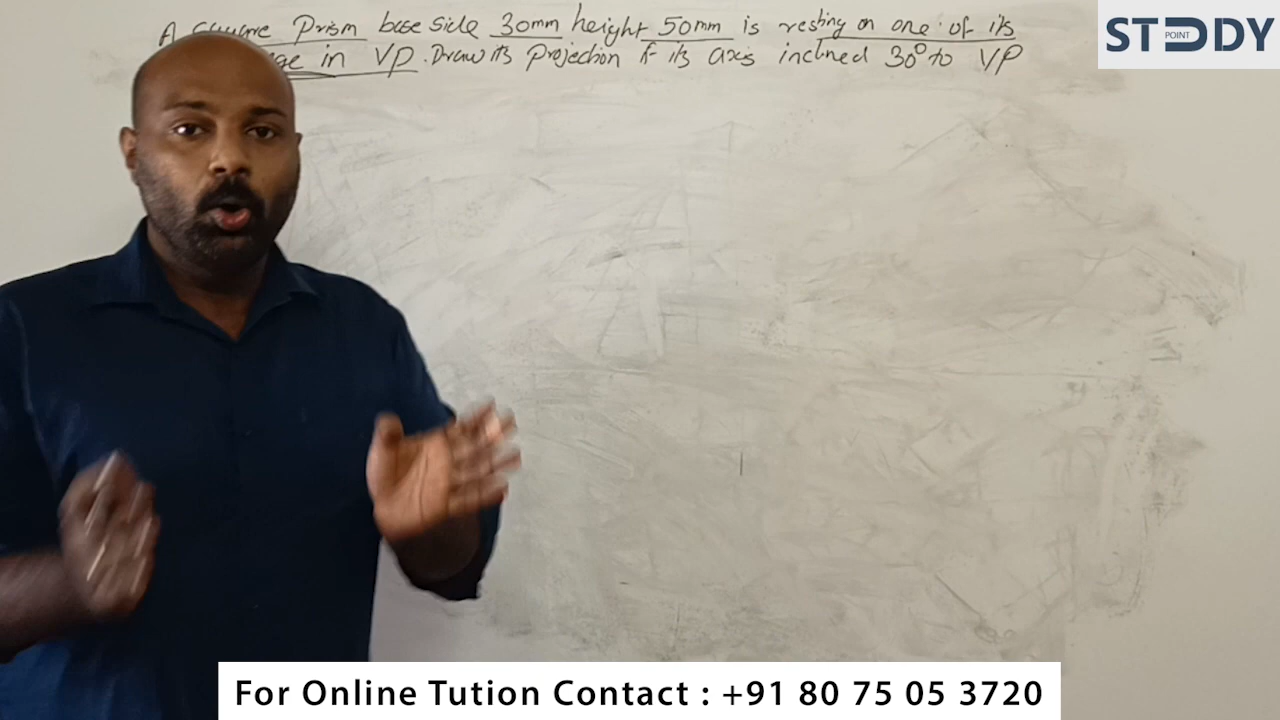 A square Prism base side 30mm height 50mm is resting on one of its
in VP. Draw its projection if its axis inclined 30° to VP
STUDY
POINT
For Online Tution Contact : +91 80 75 05 3720